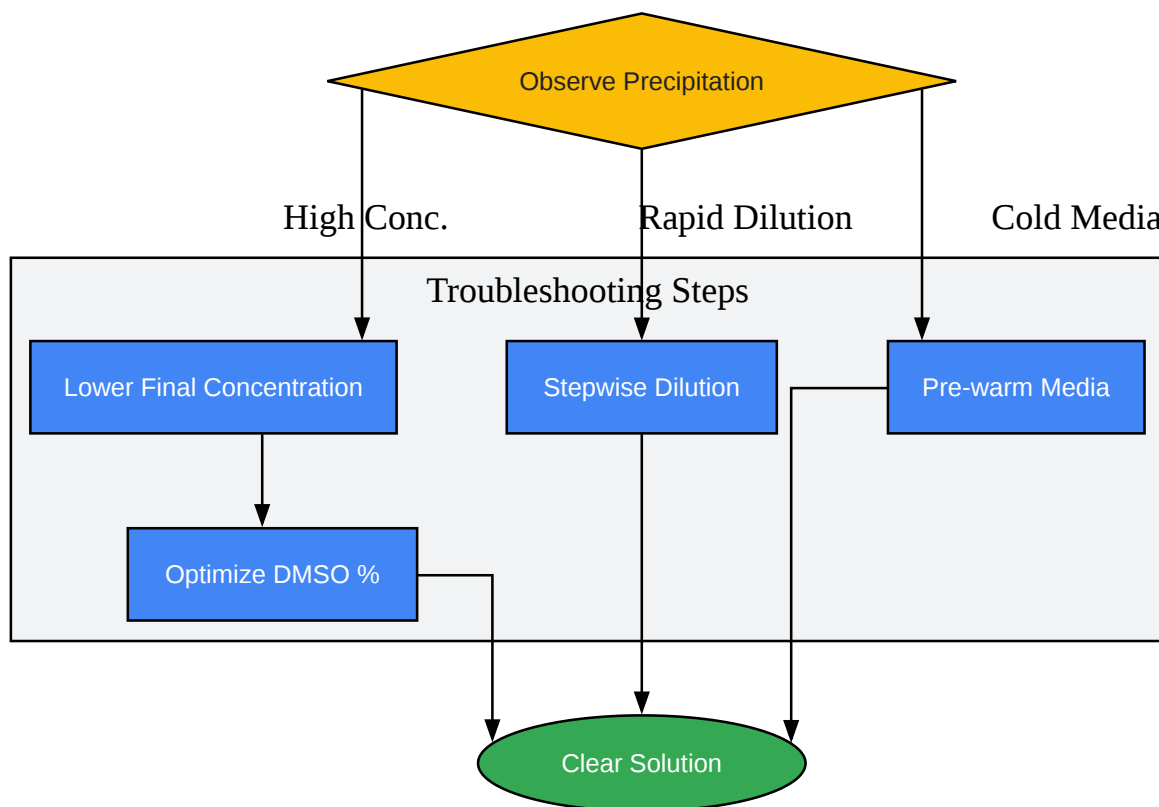 Observe Precipitation
High Conc.
Rapid Dilution
Cold Media
Troubleshooting Steps
Lower Final Concentration
Stepwise Dilution
Pre-warm Media
Optimize DMSO %
Clear Solution